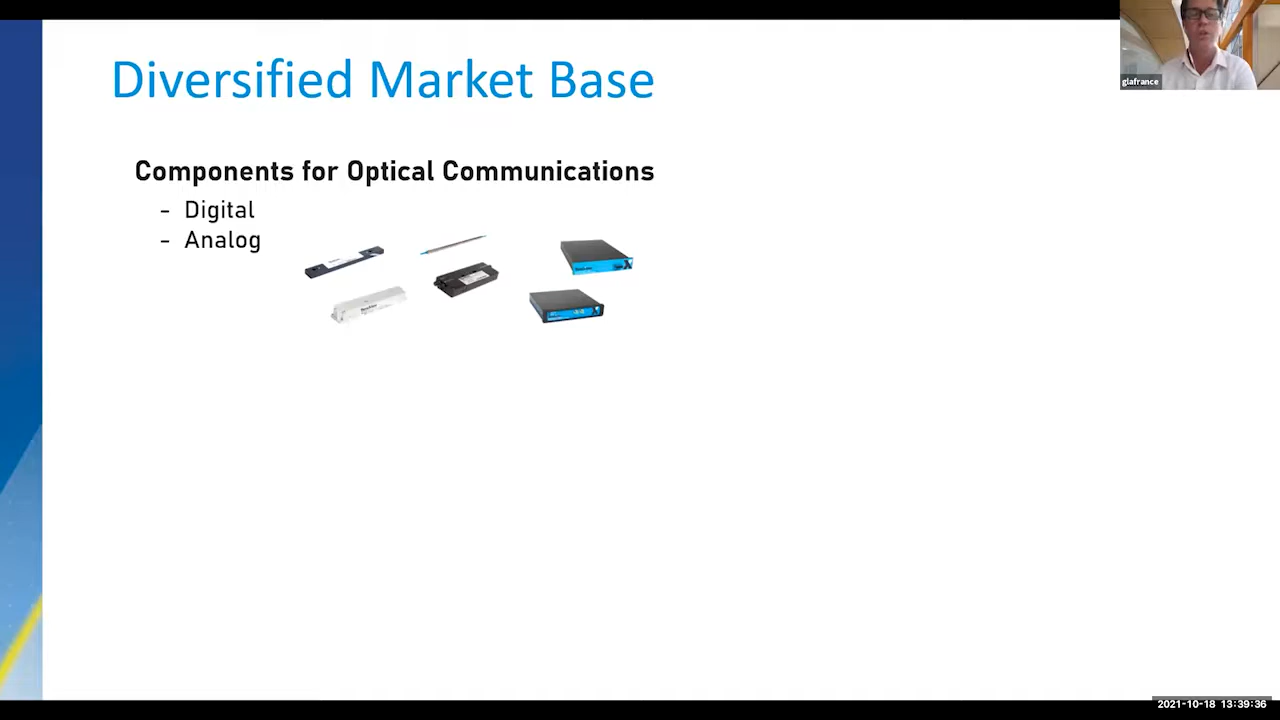 Diversified Market Base
glafrance
Components for Optical Communications
- Digital
- Analog
2021-10-18 13:39:36